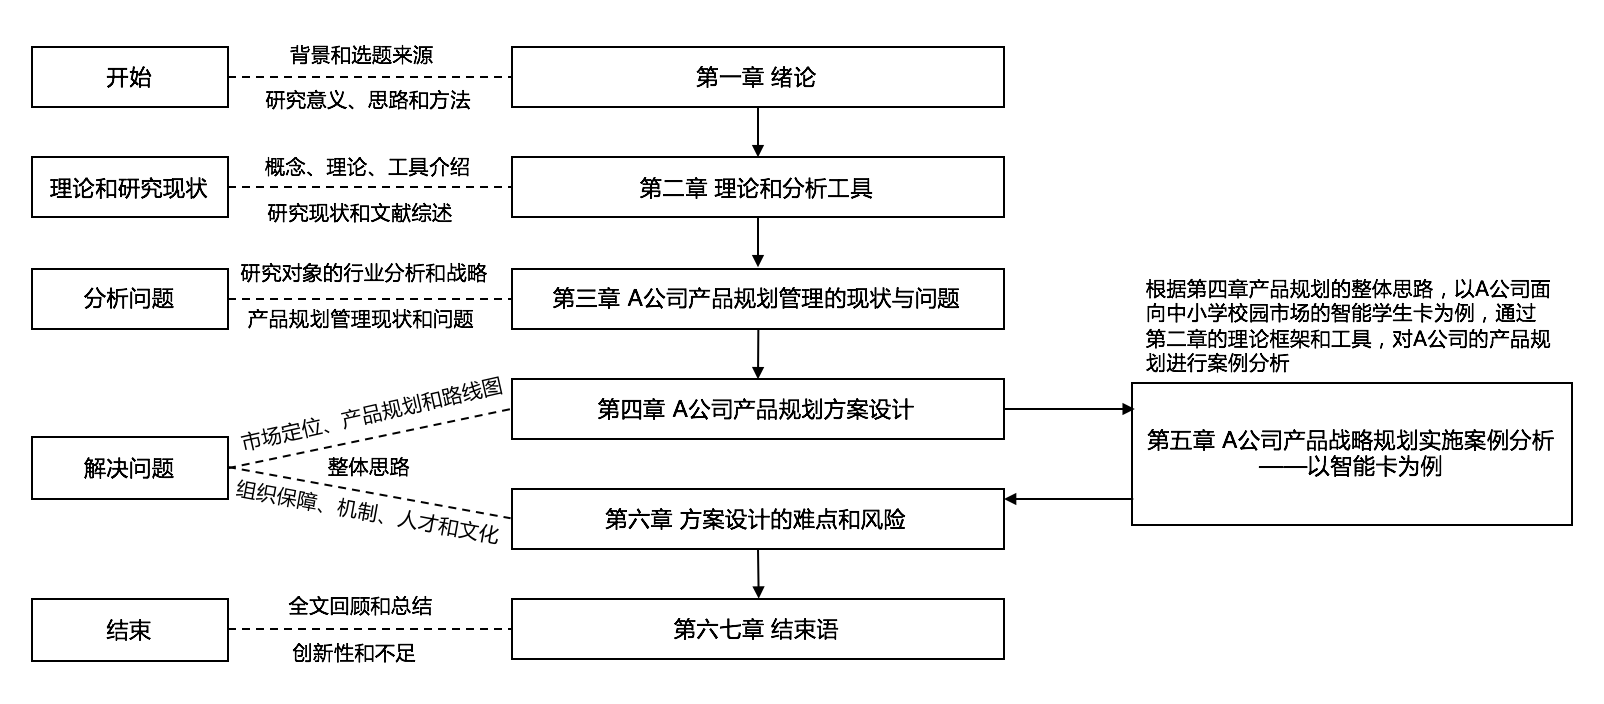 开始
背景和选题来源
研究意义、思路和方法
第一章 绪论
理论和研究现状
概念、理论、工具介绍
研究现状和文献综述
第二章 理论和分析工具
分析问题
研究对象的行业分析和战略
产品规划管理现状和问题
第三章 A公司产品规划管理的现状与问题
解决问题
市场定位、产品规划和路线图
整体思路
组织保障、机制、人才和文化
第四章 A公司产品规划方案设计
根据第四章产品规划的整体思路，以A公司面
向中小学校园市场的智能学生卡为例，通过
第二章的理论框架和工具，对A公司的产品规
划进行案例分析
第五章 A公司产品战略规划实施案例分析
——以智能卡为例
第六章 方案设计的难点和风险
结束
全文回顾和总结
创新性和不足
第六七章 结束语